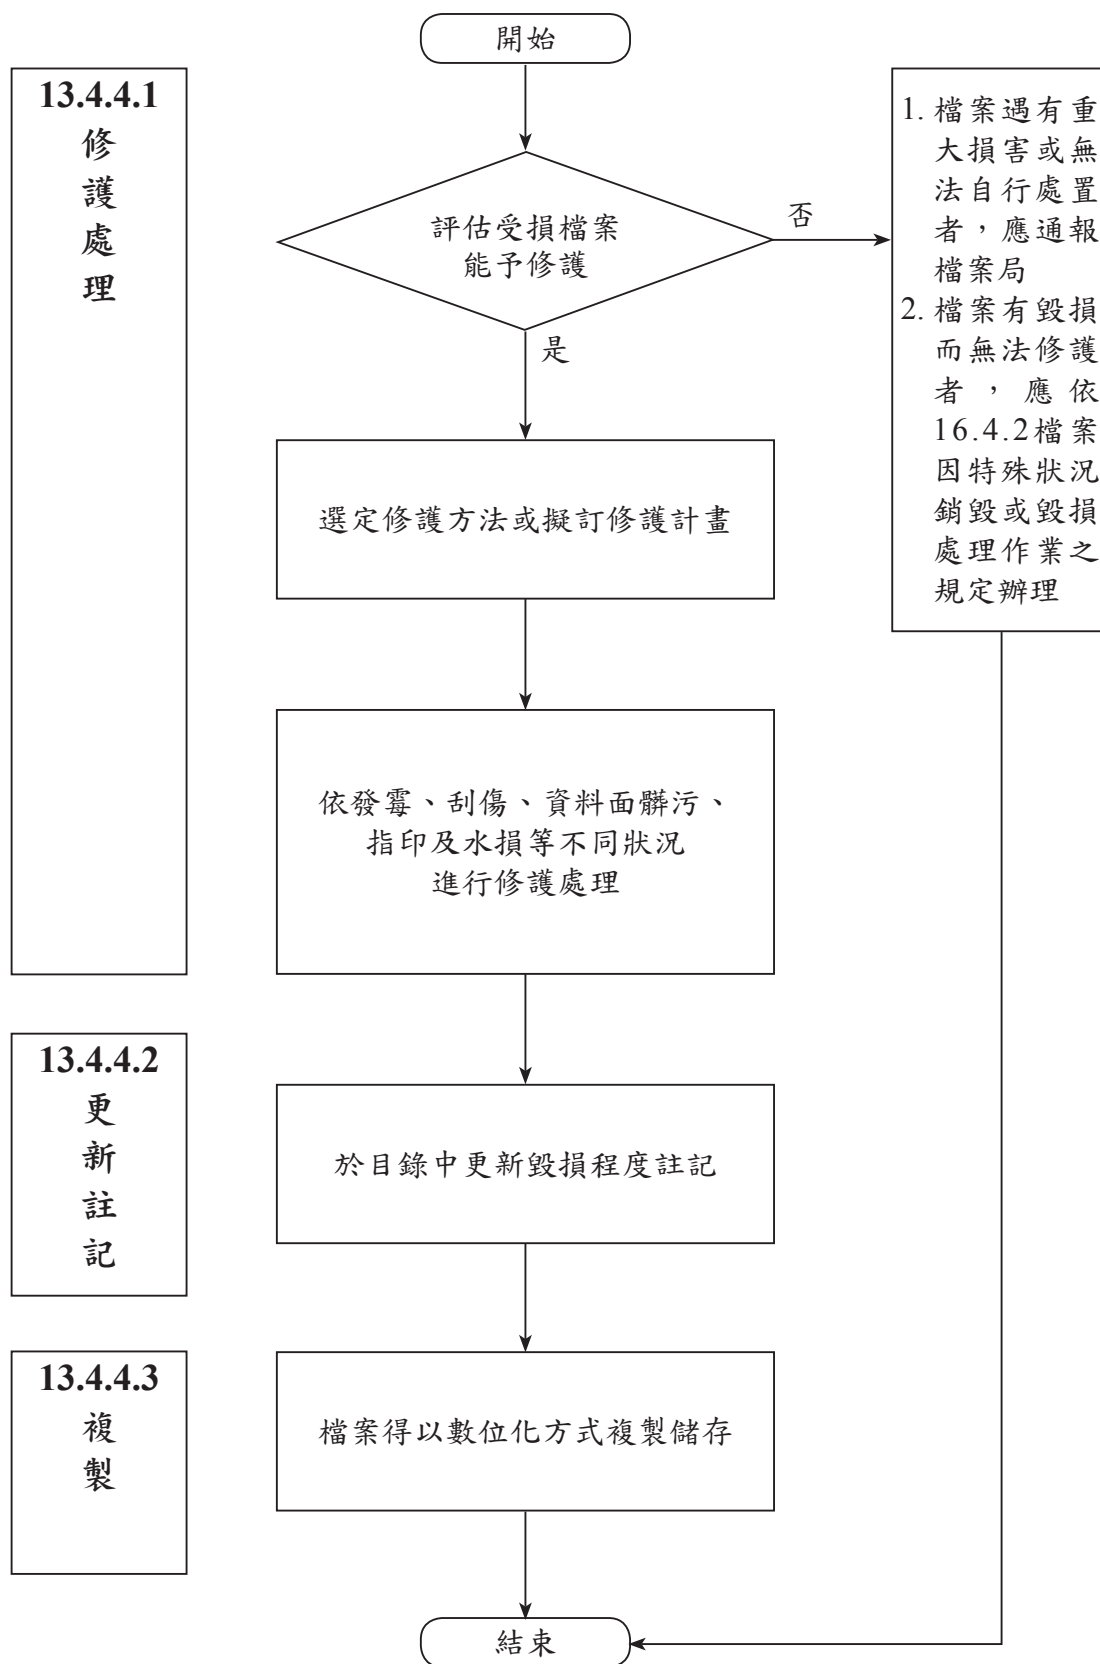 開始
13.4.4.1
修
護
處
理
評估受損檔案
能予修護
否
是
1. 檔案遇有重
大損害或無
法自行處置
者，應通報
檔案局
2. 檔案有毀損
而無法修護
者，應依
16.4.2檔案
因特殊狀況
銷毀或毀損
處理作業之
規定辦理
選定修護方法或擬訂修護計畫
依發霉、刮傷、資料面髒污、
指印及水損等不同狀況
進行修護處理
13.4.4.2
更
新
註
記
於目錄中更新毀損程度註記
13.4.4.3
複
製
檔案得以數位化方式複製儲存
結束